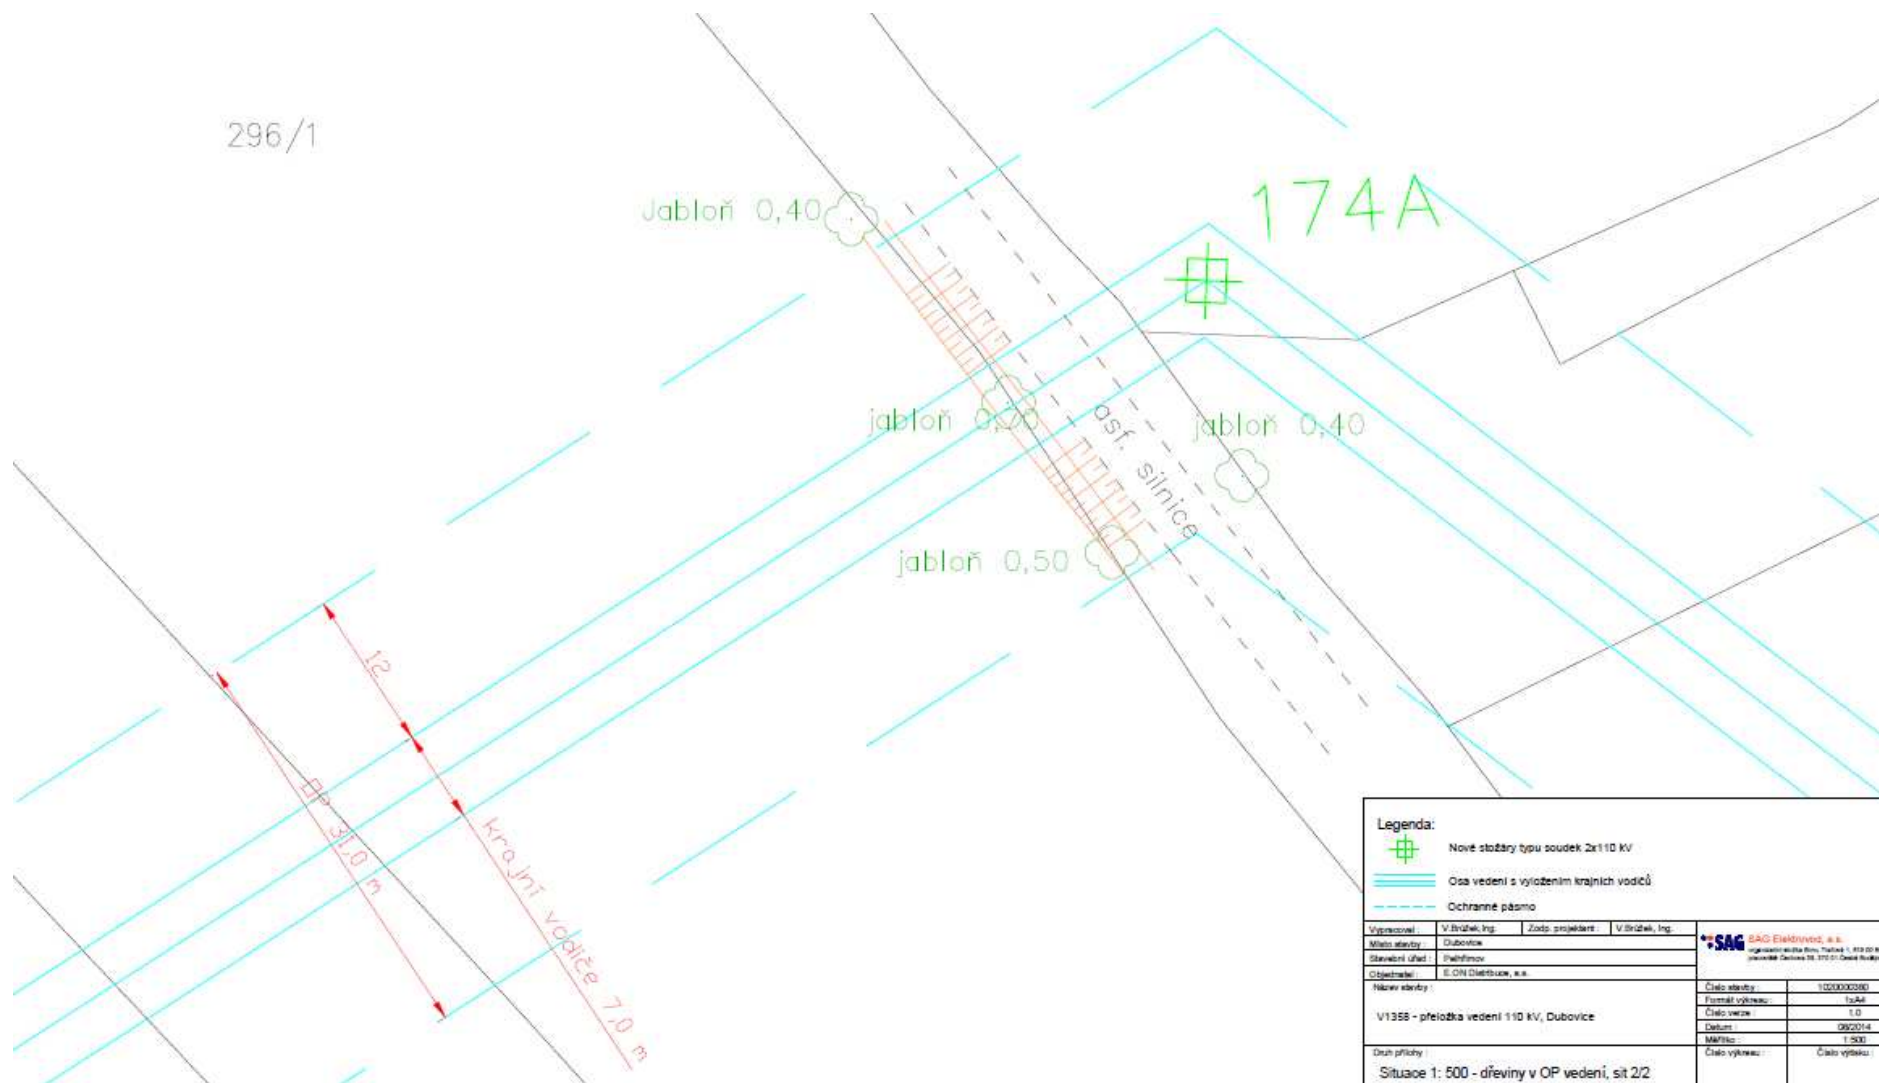 296/1
Jabloň 0,40
174A
jabloň
jabloň 0,40
asf. silnice
jabloň 0,50
12
OP 31,0 m
krajní vodiče 7,0 m
Legenda:
Nové stožáry typu soudek 2x110 kV
Osa vedení s vyložením krajních vodičů
Ochranné pásmo
Vypracoval : V.Brůžek, Ing. Zodp. projektant : V.Brůžek, Ing.
Místo stavby : Dubovice
Stavební úřad : Pelhřimov
Objednatel : E.ON Distribuce, a.s.
SAG SAG Elektrovod, a.s.
Název stavby :
V1358 - přeložka vedení 110 kV, Dubovice
Číslo stavby : 1020000380
Formát výkresu : 1xA4
Číslo verze : 1.0
Datum : 06/2014
Měřítko : 1:500
Druh přílohy :
Situace 1: 500 - dřeviny v OP vedení, sit 2/2
Číslo výkresu : Číslo výtisku :